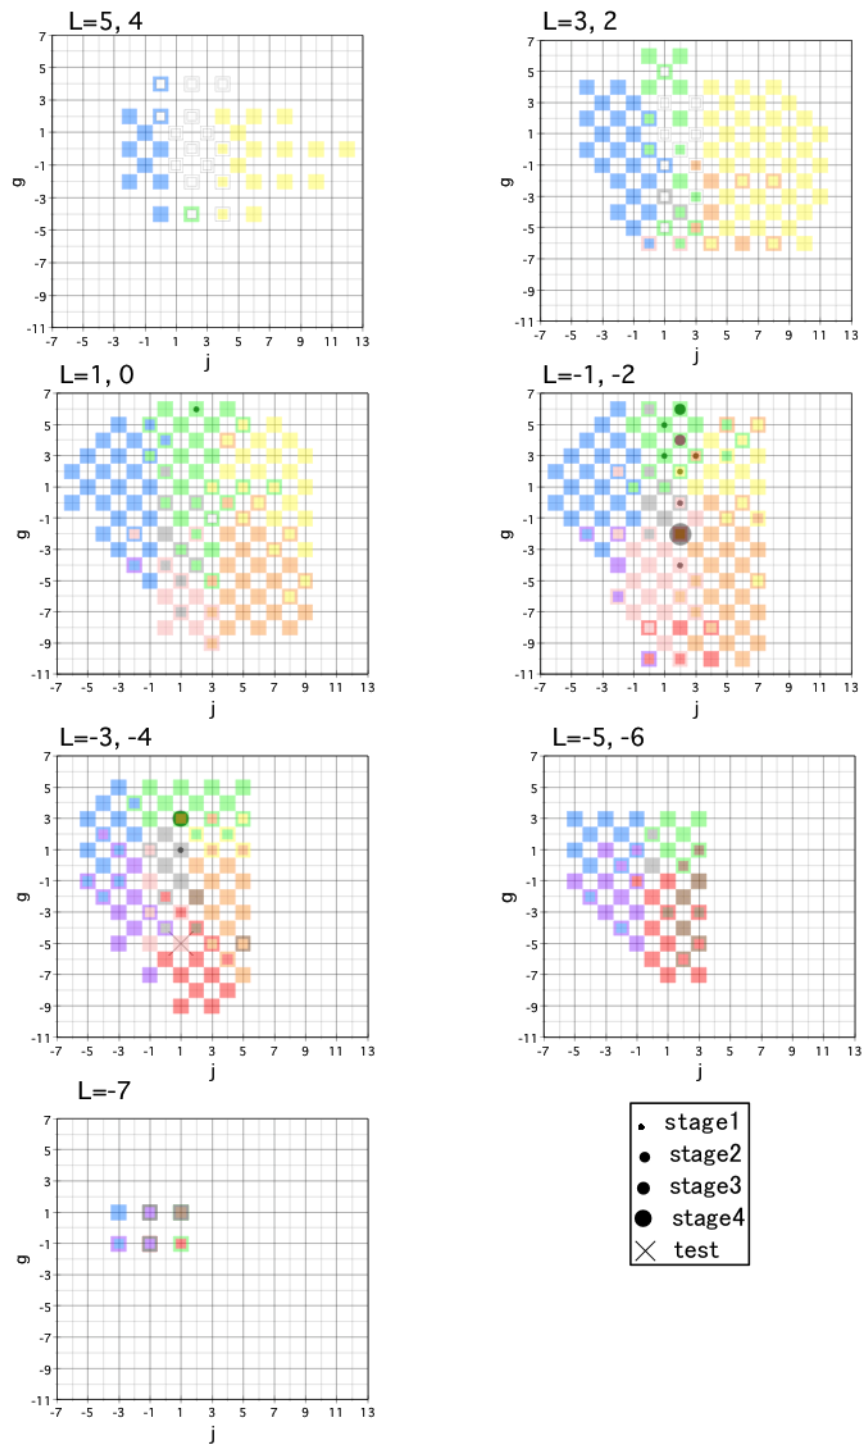 L=5, 4
L=3, 2
7
5
3
1
-1
-3
-5
-7
-9
-11
g
-7 -5 -3 -1 1 3 5 7 9 11 13
j
7
5
3
1
-1
-3
-5
-7
-9
-11
g
-7 -5 -3 -1 1 3 5 7 9 11 13
j
L=1, 0
L=-1, -2
7
5
3
1
-1
-3
-5
-7
-9
-11
g
-7 -5 -3 -1 1 3 5 7 9 11 13
j
7
5
3
1
-1
-3
-5
-7
-9
-11
g
-7 -5 -3 -1 1 3 5 7 9 11 13
j
L=-3, -4
L=-5, -6
7
5
3
1
-1
-3
-5
-7
-9
-11
g
-7 -5 -3 -1 1 3 5 7 9 11 13
j
7
5
3
1
-1
-3
-5
-7
-9
-11
g
-7 -5 -3 -1 1 3 5 7 9 11 13
j
L=-7
7
5
3
1
-1
-3
-5
-7
-9
-11
g
-7 -5 -3 -1 1 3 5 7 9 11 13
j
stage1
stage2
stage3
stage4
test